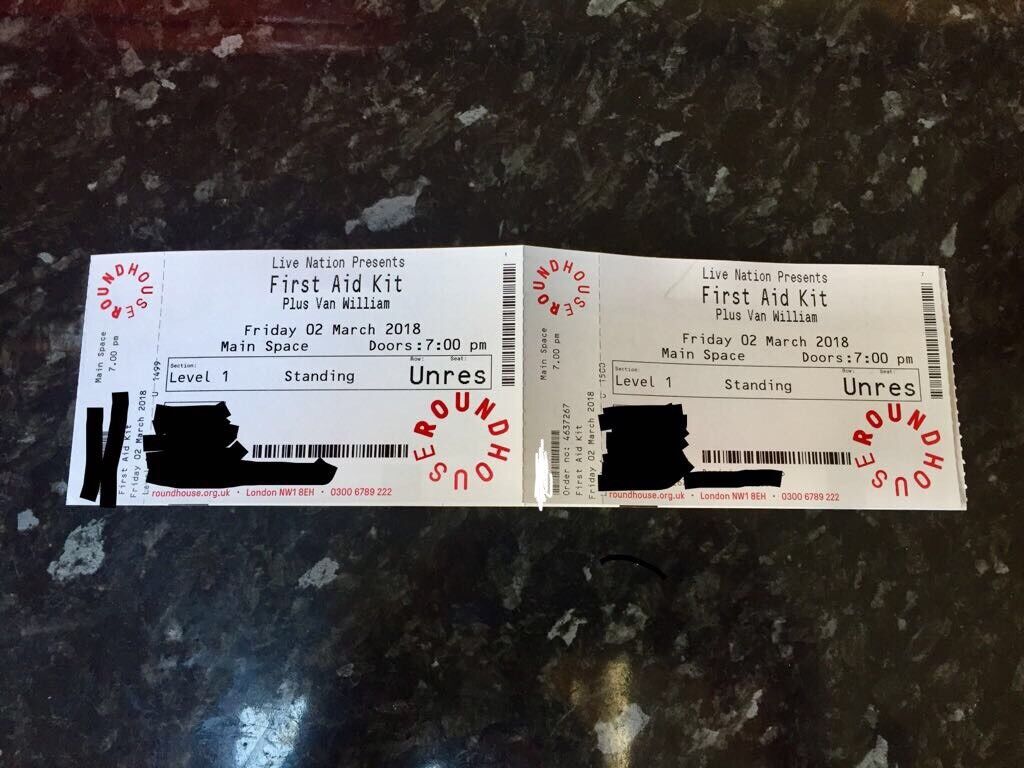 ROUNDHOUSE
Main Space
7.00 pm
First Aid Kit
Friday 02 March 2018
U 1499
Live Nation Presents
First Aid Kit
Plus Van William
Friday 02 March 2018
Main Space Doors:7:00 pm
Section: Row: Seat:
Level 1 Standing Unres
ROUNDHOUSE
roundhouse.org.uk • London NW1 8EH • 0300 6789 222
ROUNDHOUSE
Main Space
7.00 pm
Order no: 4637267
First Aid Kit
Friday 02 March 2018
U 1500
Live Nation Presents
First Aid Kit
Plus Van William
Friday 02 March 2018
Main Space Doors:7:00 pm
Section: Row: Seat:
Level 1 Standing Unres
ROUNDHOUSE
roundhouse.org.uk • London NW1 8EH • 0300 6789 222